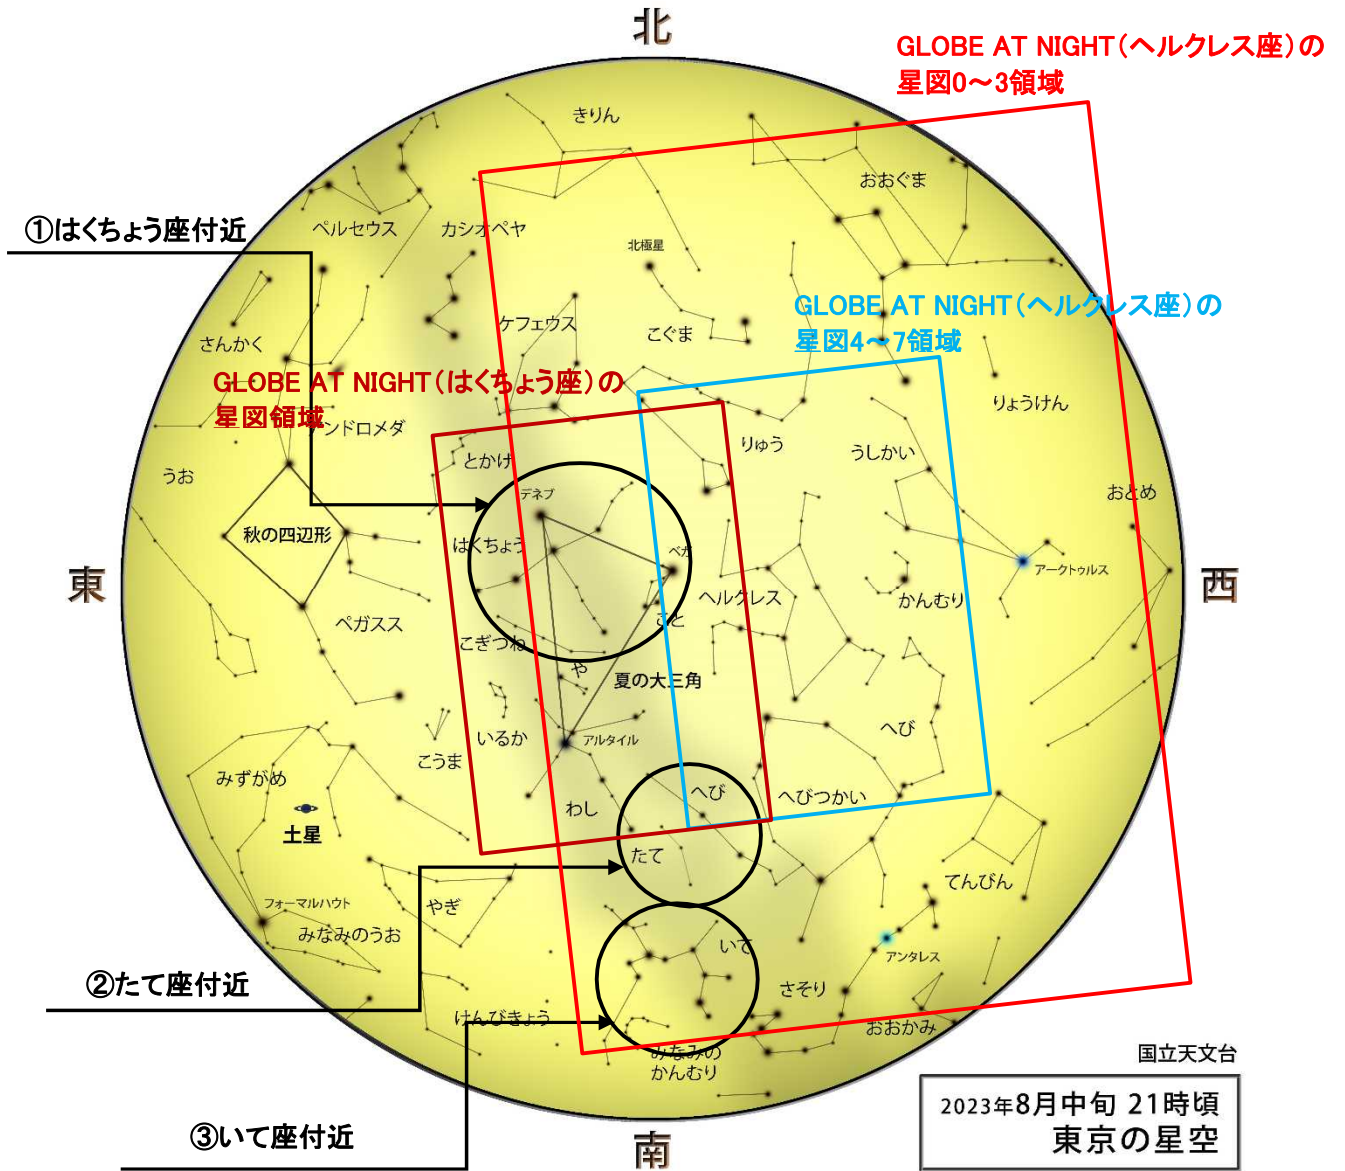 北
GLOBE AT NIGHT（ヘルクレス座）の
星図0～3領域
きりん
おおぐま
①はくちょう座付近
ペルセウス
カシオペヤ
北極星
GLOBE AT NIGHT（ヘルクレス座）の
星図4～7領域
ケフェウス
こぐま
さんかく
GLOBE AT NIGHT（はくちょう座）の
星図領域
アンドロメダ
りょうけん
りゅう
うしかい
とかげ
うお
デネブ
おとめ
秋の四辺形
はくちょう
ベガ
アークトゥルス
東
西
ヘルクレス
かんむり
ペガスス
こと
こぎつね
や
夏の大三角
へび
いるか
アルタイル
こうま
みずがめ
土星
わし
へび
へびつかい
たて
てんびん
フォーマルハウト
やぎ
みなみのうお
いて
アンタレス
②たて座付近
さそり
けんびきょう
おおかみ
みなみの
かんむり
国立天文台
③いて座付近
南
2023年8月中旬 21時頃
東京の星空